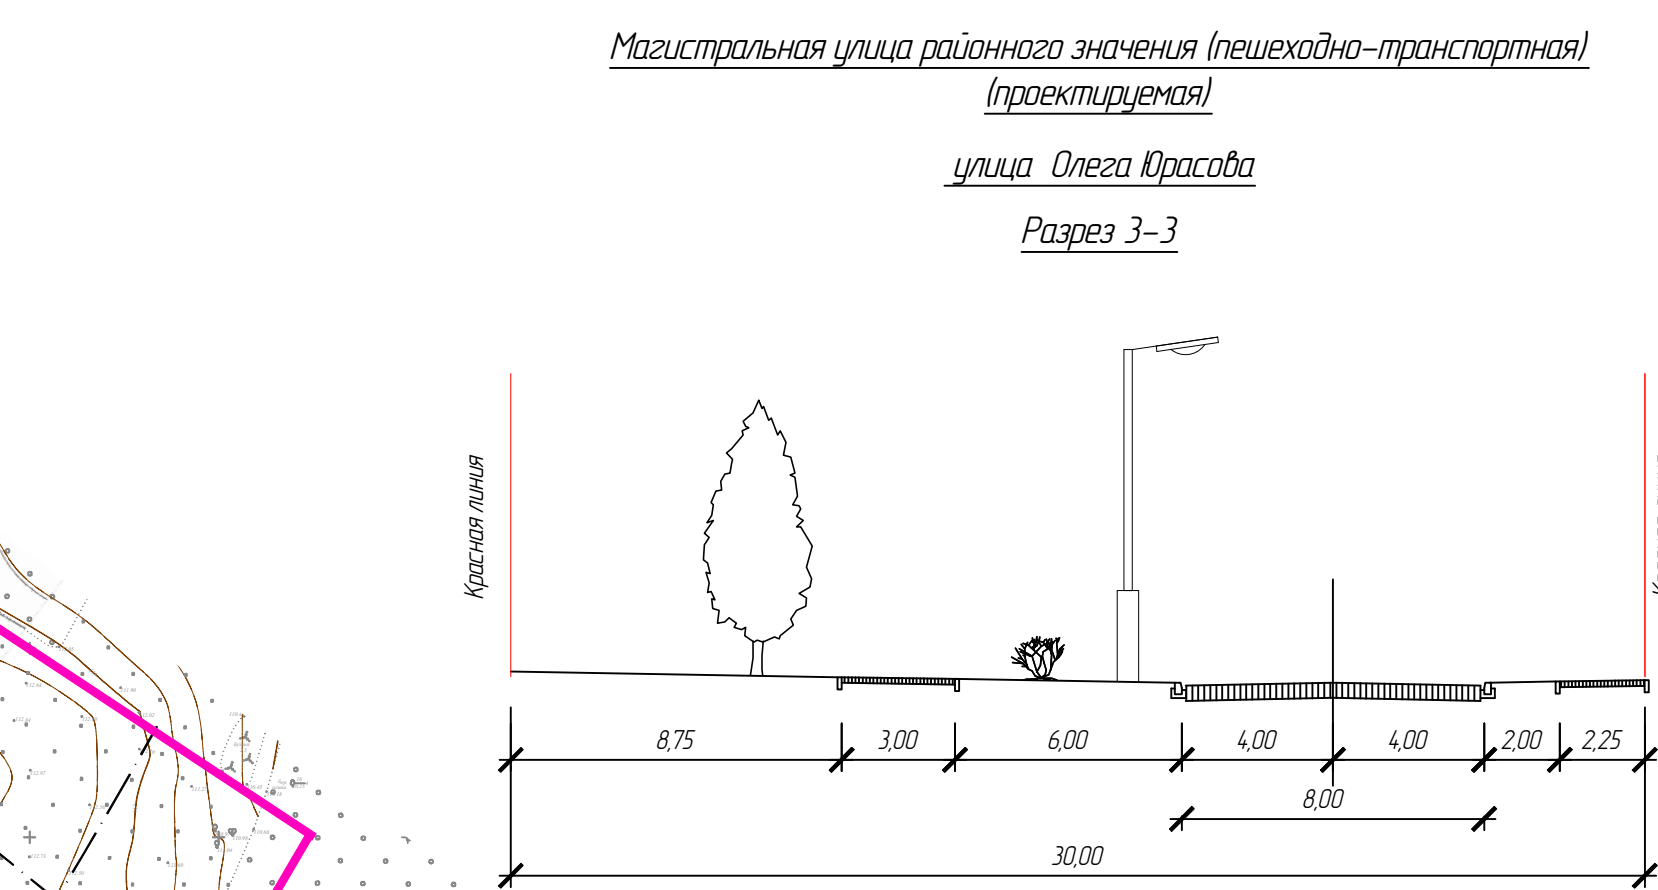 Магистральная улица районного значения (пешеходно-транспортная)
(проектируемая)
улица Олега Юрасова
Разрез 3-3
Красная линия
8,75
3,00
6,00
4,00
4,00
2,00
2,25
8,00
30,00